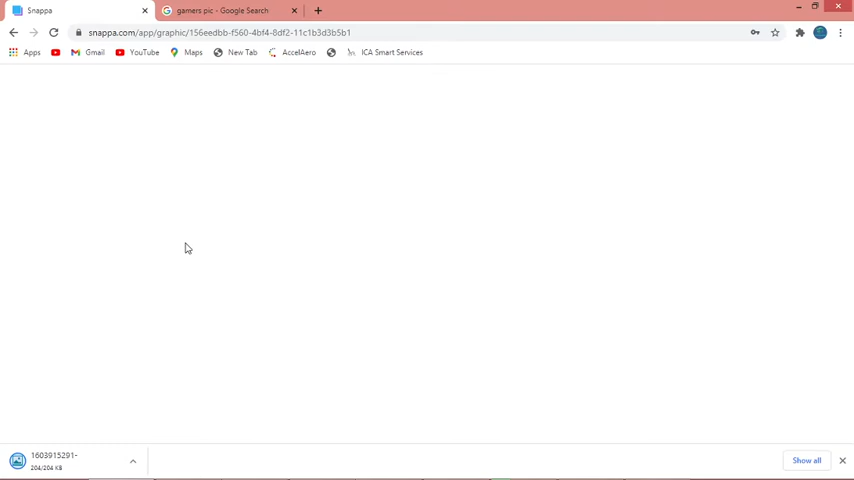 Snappa
gamers pic - Google Search
snappa.com/app/graphic/156eedbb-f560-4bf4-8df2-11c1b3d3b5b1
Apps
Gmail
YouTube
Maps
New Tab
AccelAero
ICA Smart Services
1603915291-
204/204 KB
Show all